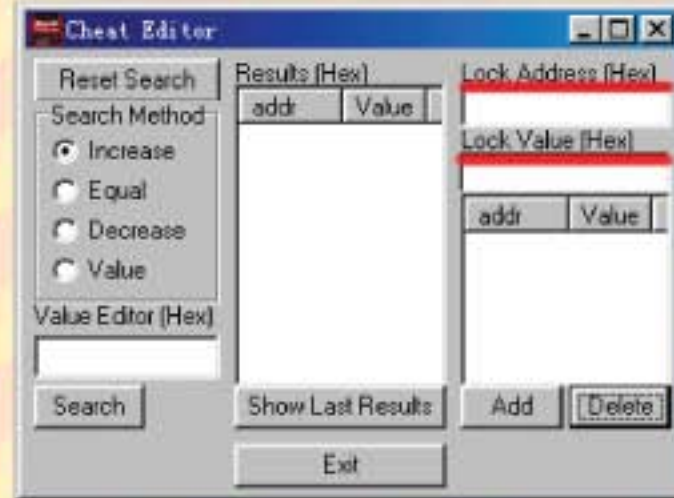 Cheat Editor
Reset Search
Search Method
Increase
Equal
Decrease
Value
Value Editor (Hex)
Search
Results (Hex)
addr Value
Show Last Results
Exit
Lock Address (Hex)
Lock Value (Hex)
addr Value
Add Delete